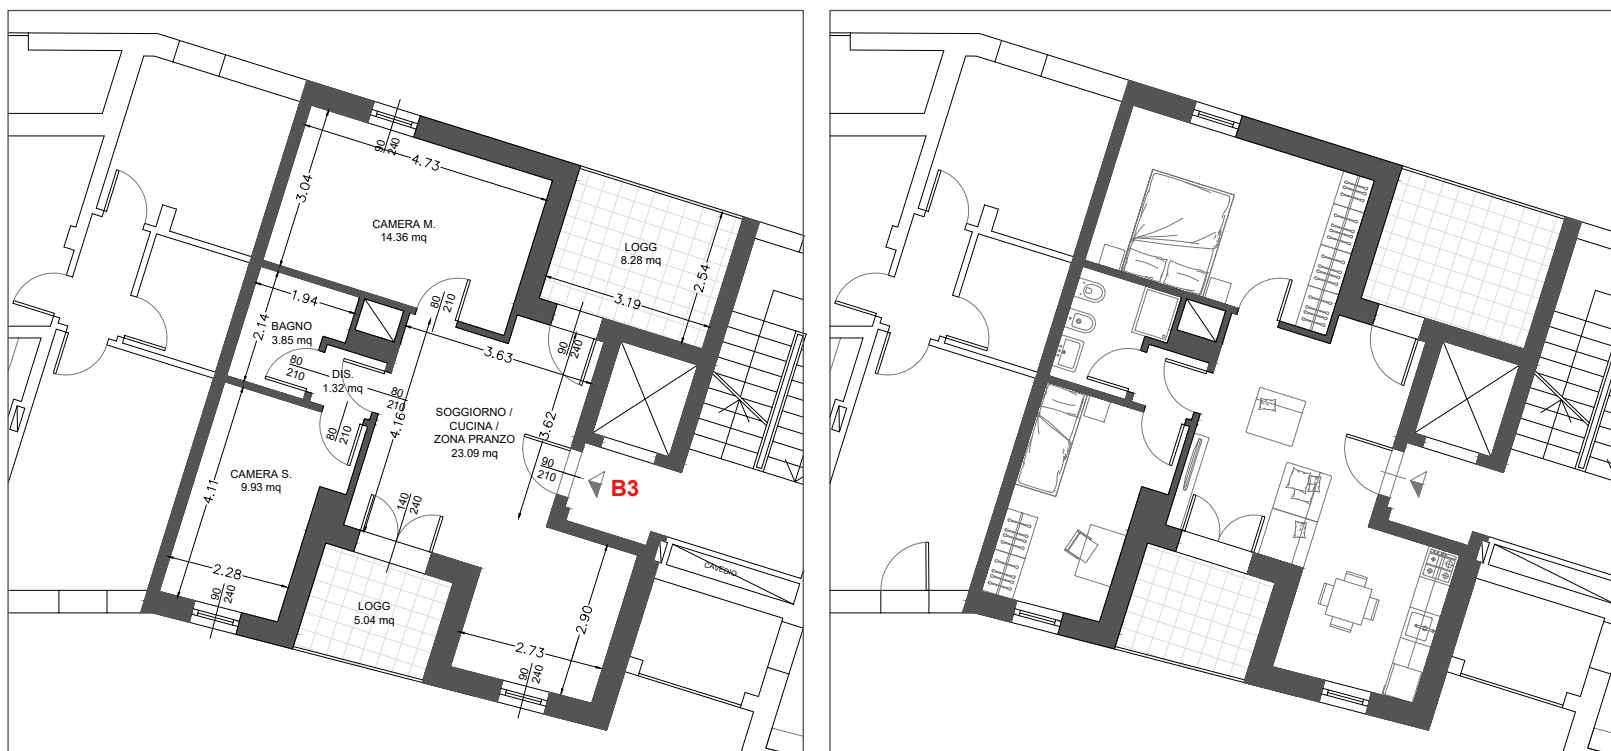 90
240
4.73
3.04
CAMERA M.
14.36 mq
LOGG
8.28 mq
2.54
3.19
1.94
80
210
BAGNO
3.85 mq
2.14
3.63
90
240
80
210
DIS.
1.32 mq
80
210
4.16
SOGGIORNO /
CUCINA /
ZONA PRANZO
23.09 mq
3.62
80
210
CAMERA S.
9.93 mq
4.11
90
210
B3
140
240
2.28
90
240
LOGG
5.04 mq
2.90
2.73
90
240
CAVEDIO